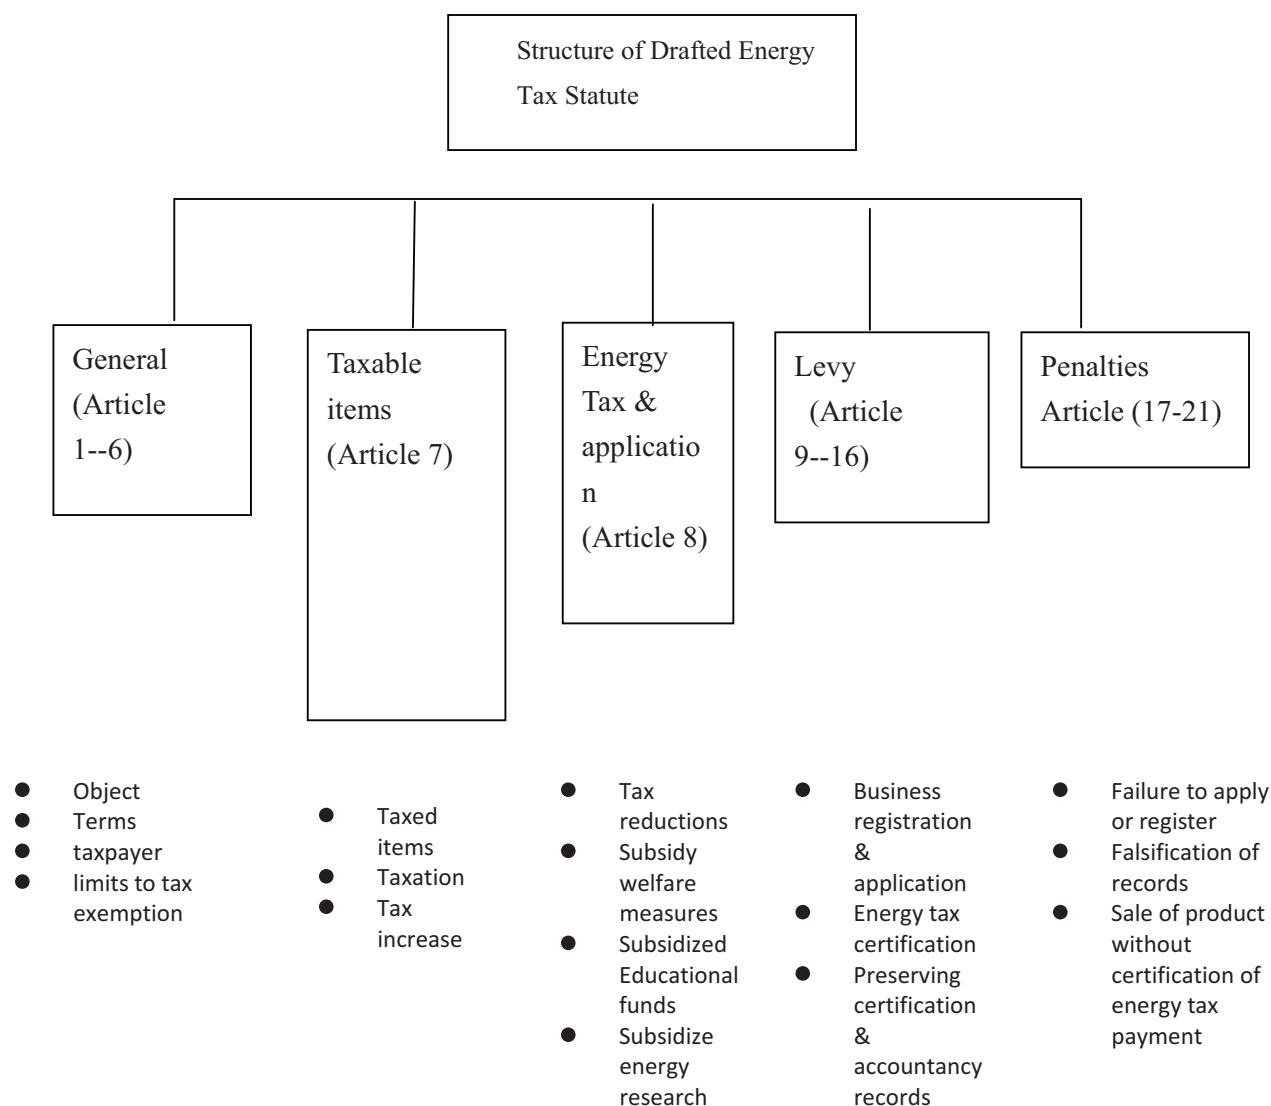 Structure of Drafted Energy
Tax Statute
General
(Article
1--6)
Taxable
items
(Article 7)
Energy
Tax &
applicatio
n
(Article 8)
Levy
(Article
9--16)
Penalties
Article (17-21)
● Object
● Terms
● taxpayer
● limits to tax
exemption
● Taxed
items
● Taxation
● Tax
increase
● Tax
reductions
● Subsidy
welfare
measures
● Subsidized
Educational
funds
● Subsidize
energy
research
● Business
registration
&
application
● Energy tax
certification
● Preserving
certification
&
accountancy
records
● Failure to apply
or register
● Falsification of
records
● Sale of product
without
certification of
energy tax
payment